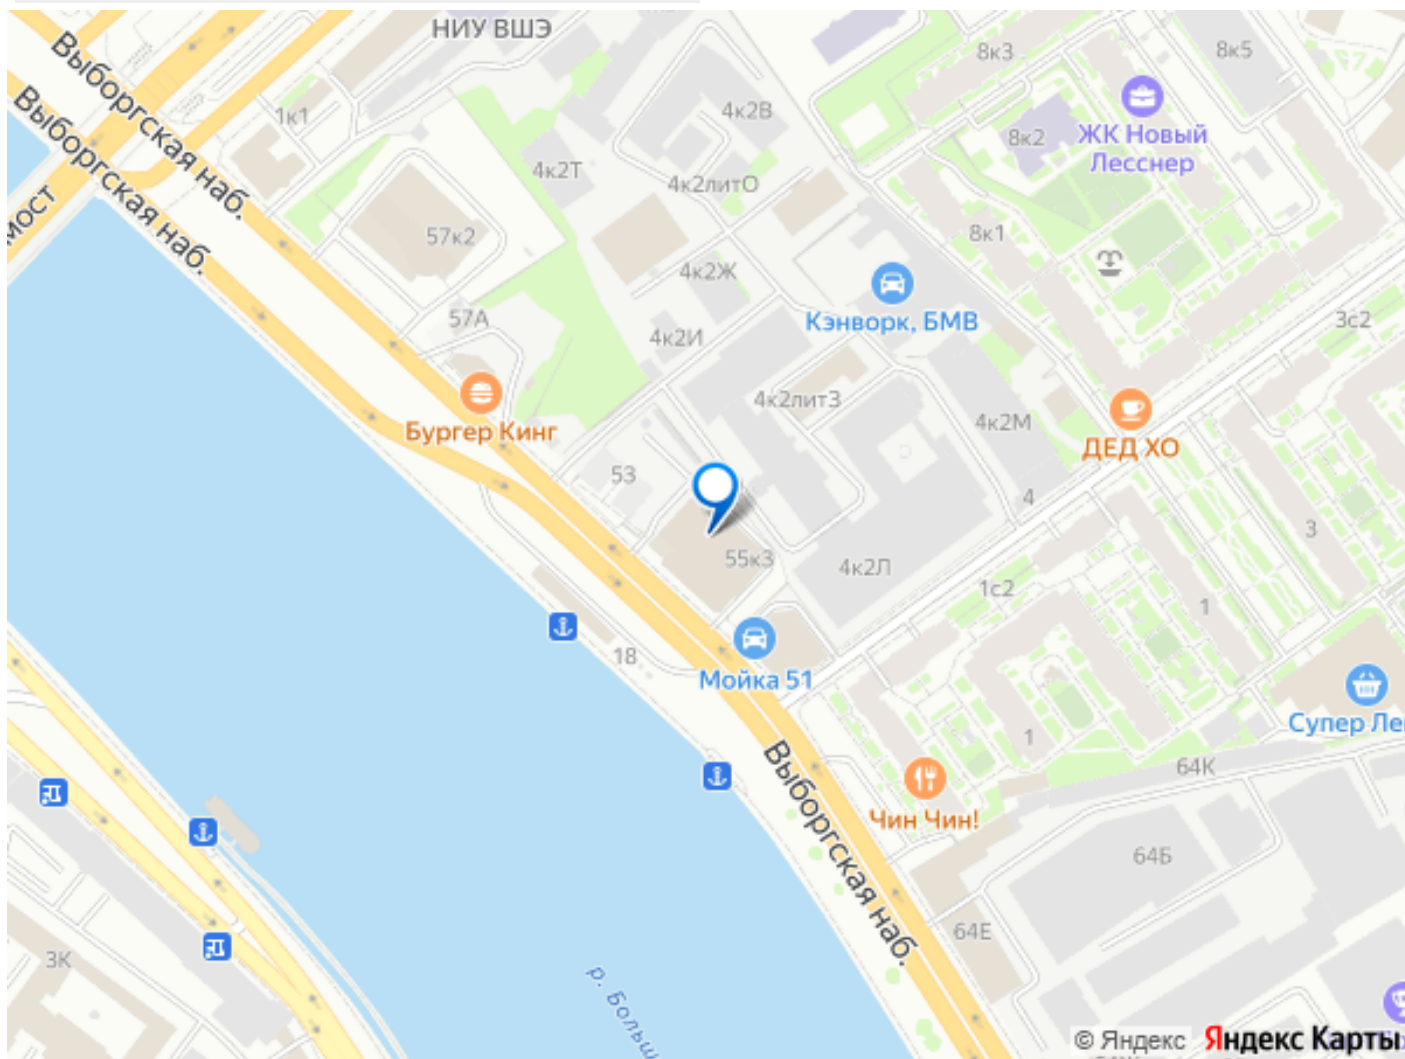 НИУ ВШЭ
8к3
8к5
Выборгская наб.
Выборгская наб.
мост
1к1
4к2В
8к2
ЖК Новый
Лесснер
4к2Т
4к2литО
57к2
8к1
4к2Ж
Кэнворк, БМВ
57А
4к2И
3с2
4к2литЗ
Бургер Кинг
4к2М
ДЕД ХО
53
4
3
55к3
4к2Л
1с2
1
18
Мойка 51
Супер Ле
1
64К
Выборгская наб.
Чин Чин!
64Б
64Е
3К
р. Больш
© Яндекс
Яндекс Карты